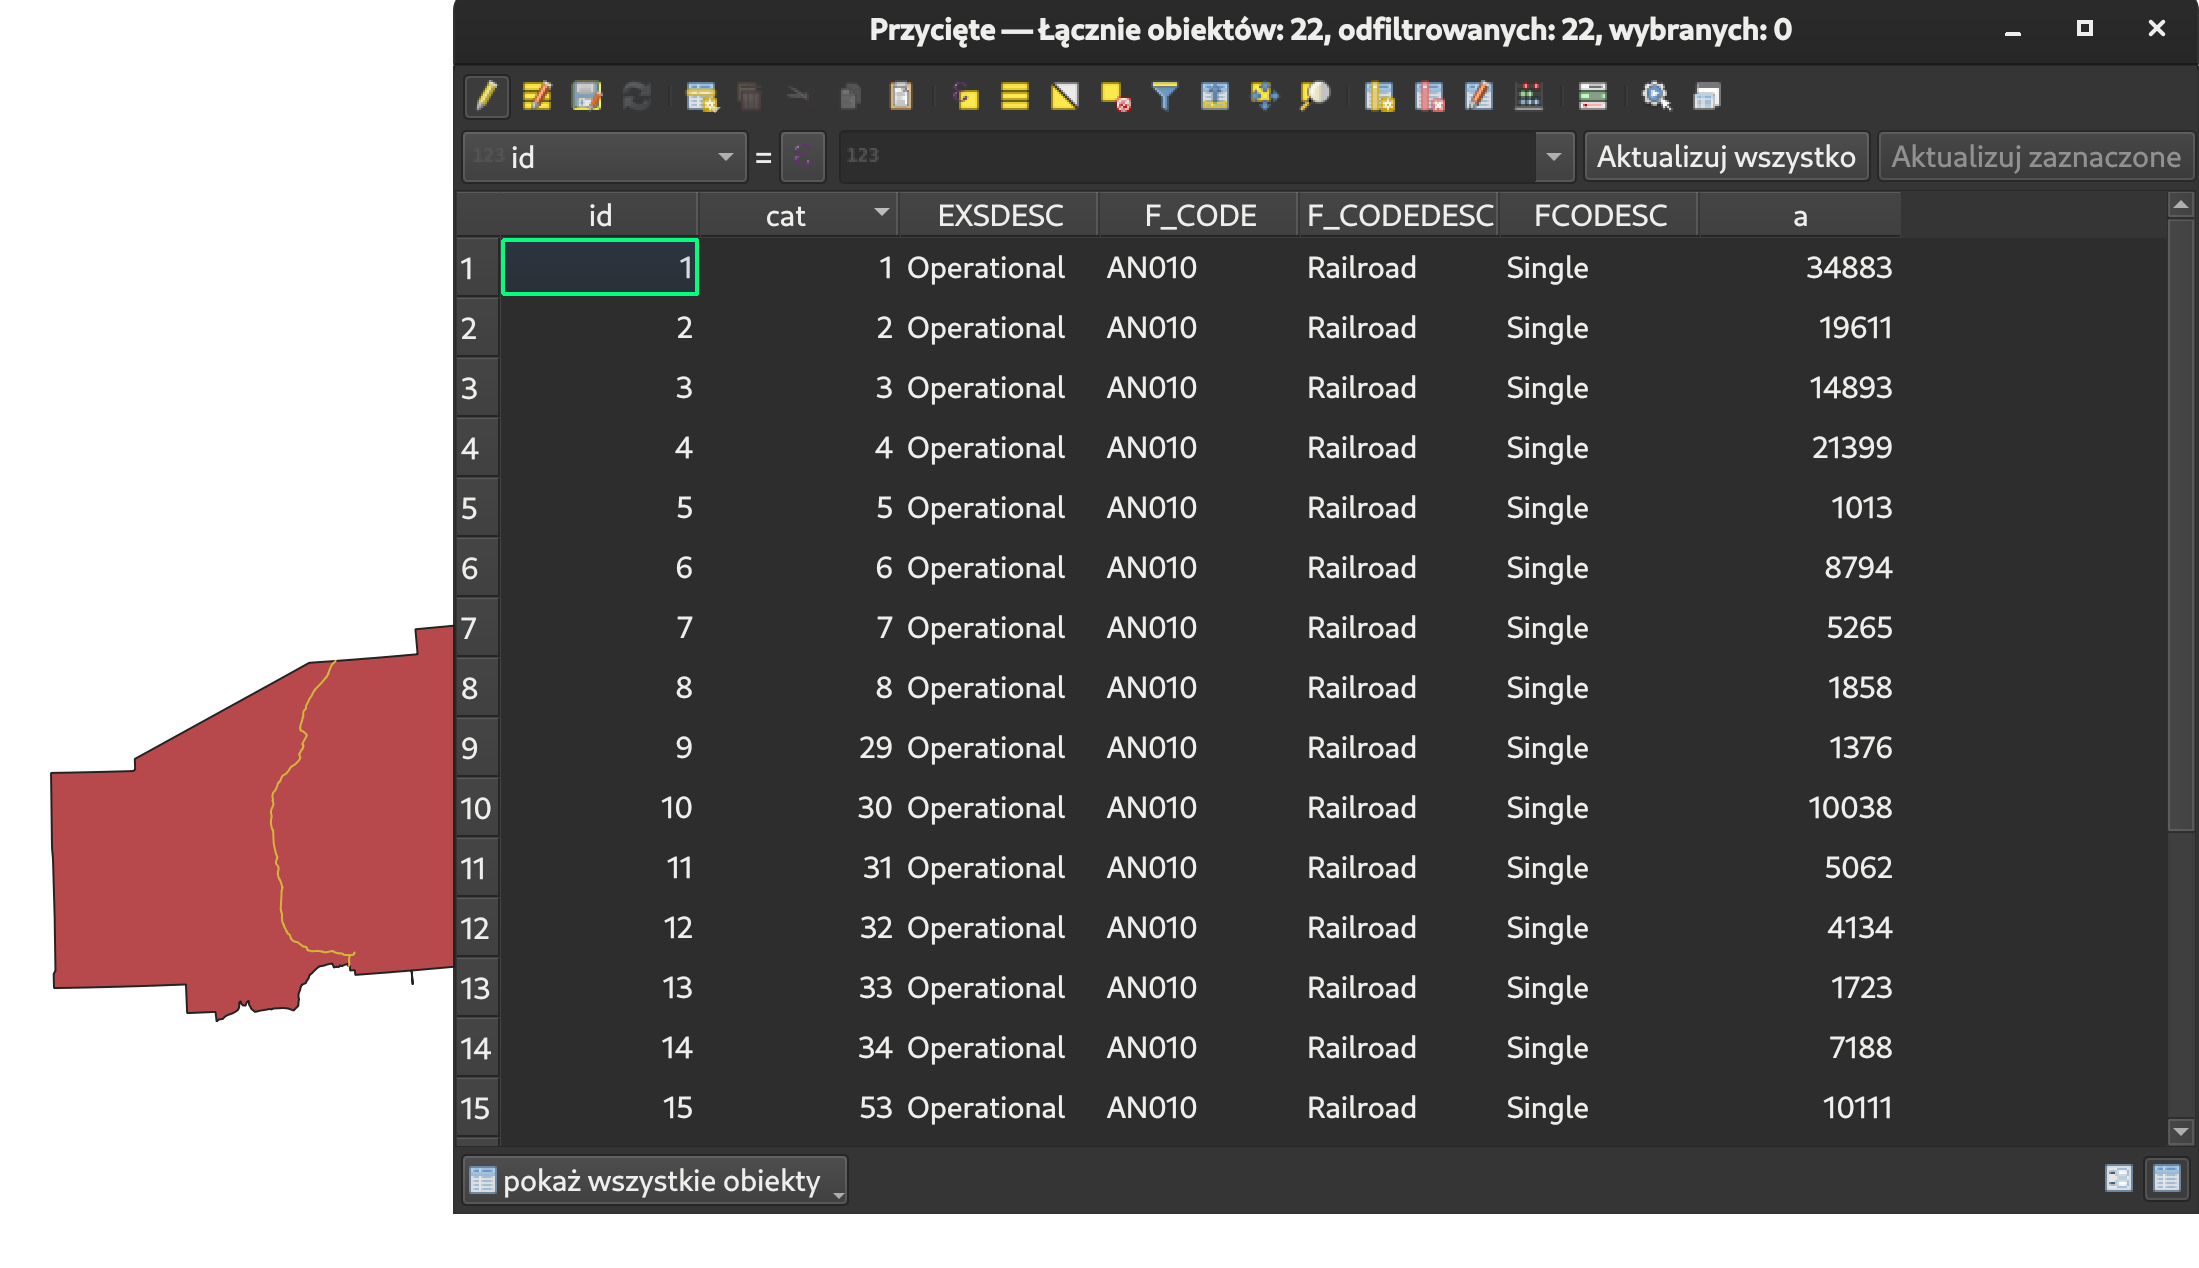 Przycięte — Łącznie obiektów: 22, odfiltrowanych: 22, wybranych: 0
123 id = 123 Aktualizuj wszystko Aktualizuj zaznaczone
id cat EXSDESC F_CODE F_CODEDESC FCODESC a
1 1 1 Operational AN010 Railroad Single 34883
2 2 2 Operational AN010 Railroad Single 19611
3 3 3 Operational AN010 Railroad Single 14893
4 4 4 Operational AN010 Railroad Single 21399
5 5 5 Operational AN010 Railroad Single 1013
6 6 6 Operational AN010 Railroad Single 8794
7 7 7 Operational AN010 Railroad Single 5265
8 8 8 Operational AN010 Railroad Single 1858
9 9 29 Operational AN010 Railroad Single 1376
10 10 30 Operational AN010 Railroad Single 10038
11 11 31 Operational AN010 Railroad Single 5062
12 12 32 Operational AN010 Railroad Single 4134
13 13 33 Operational AN010 Railroad Single 1723
14 14 34 Operational AN010 Railroad Single 7188
15 15 53 Operational AN010 Railroad Single 10111
pokaż wszystkie obiekty